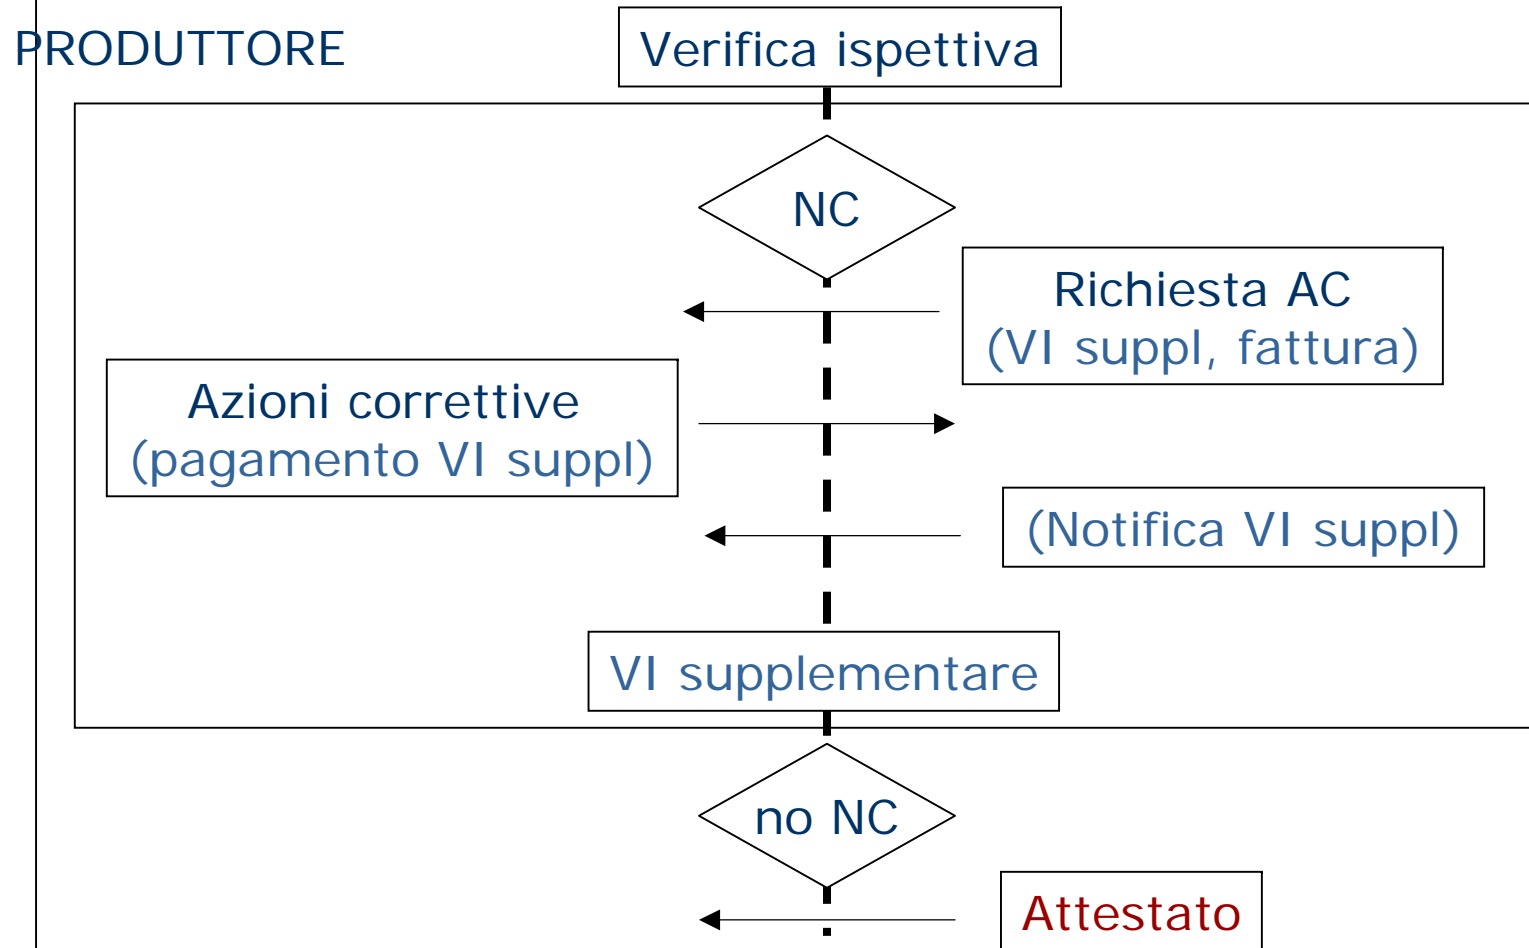 PRODUTTORE
Verifica ispettiva
NC
Richiesta AC
(VI suppl, fattura)
Azioni correttive
(pagamento VI suppl)
(Notifica VI suppl)
VI supplementare
no NC
Attestato